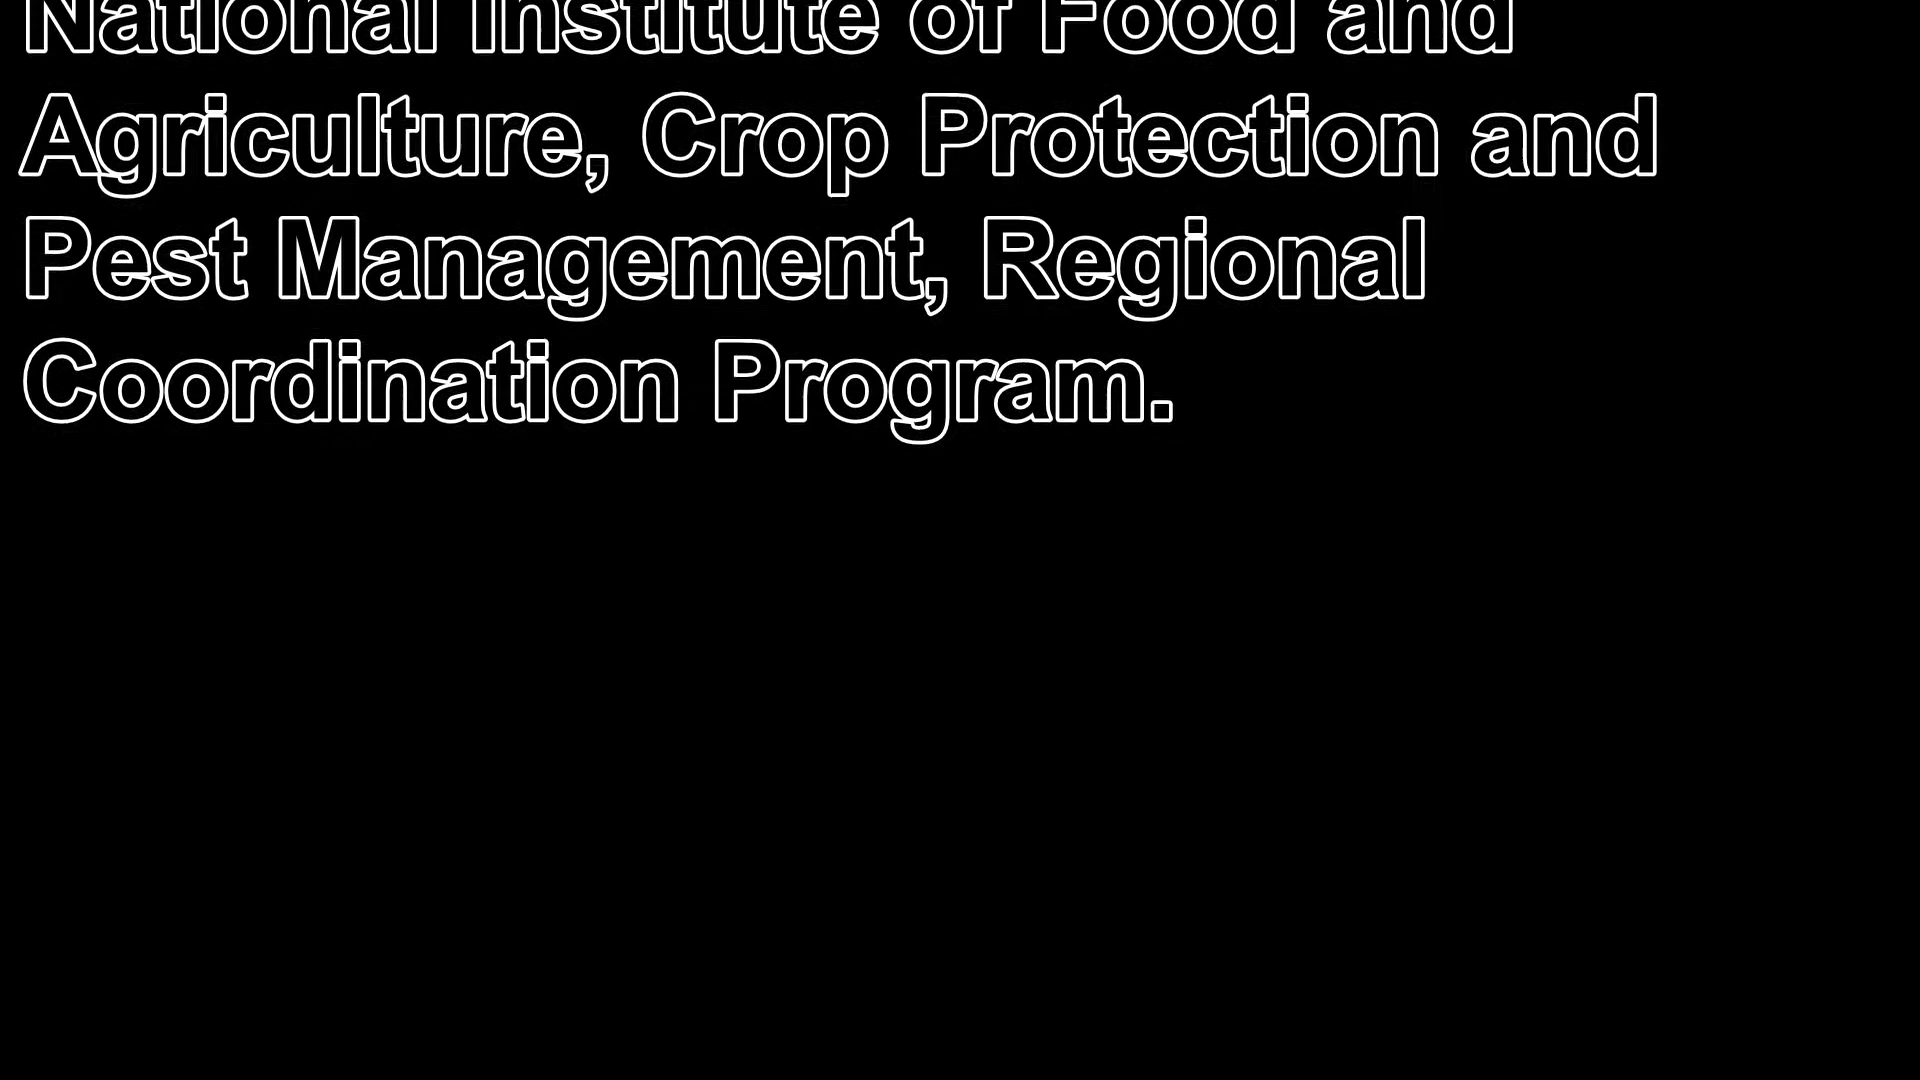 National Institute of Food and
Agriculture, Crop Protection and
Pest Management, Regional
Coordination Program.